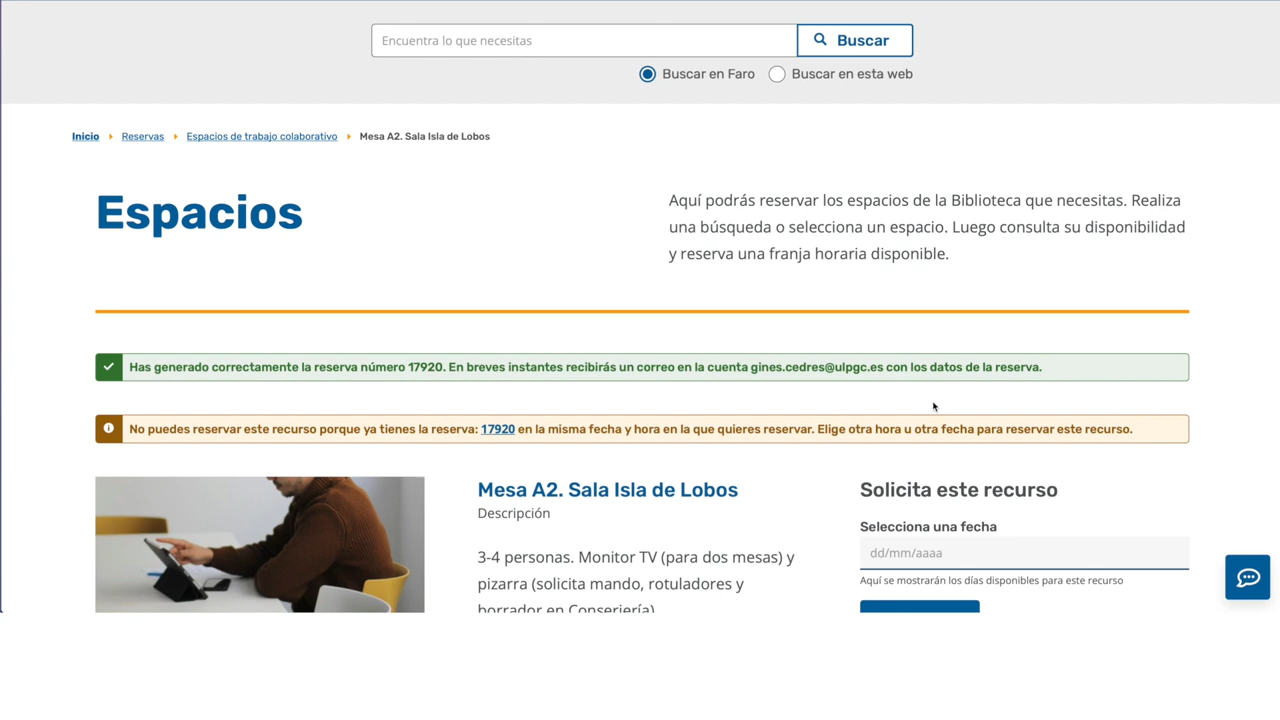 Encuentra lo que necesitas
Buscar
Buscar en Faro
Buscar en esta web
Inicio Reservas Espacios de trabajo colaborativo Mesa A2. Sala Isla de Lobos
Espacios
Aquí podrás reservar los espacios de la Biblioteca que necesitas. Realiza
una búsqueda o selecciona un espacio. Luego consulta su disponibilidad
y reserva una franja horaria disponible.
Has generado correctamente la reserva número 17920. En breves instantes recibirás un correo en la cuenta gines.cedres@ulpgc.es con los datos de la reserva.
No puedes reservar este recurso porque ya tienes la reserva: 17920 en la misma fecha y hora en la que quieres reservar. Elige otra hora u otra fecha para reservar este recurso.
Mesa A2. Sala Isla de Lobos
Descripción
3-4 personas. Monitor TV (para dos mesas) y
pizarra (solicita mando, rotuladores y
borrador en Conserjería)
Solicita este recurso
Selecciona una fecha
dd/mm/aaaa
Aquí se mostrarán los días disponibles para este recurso